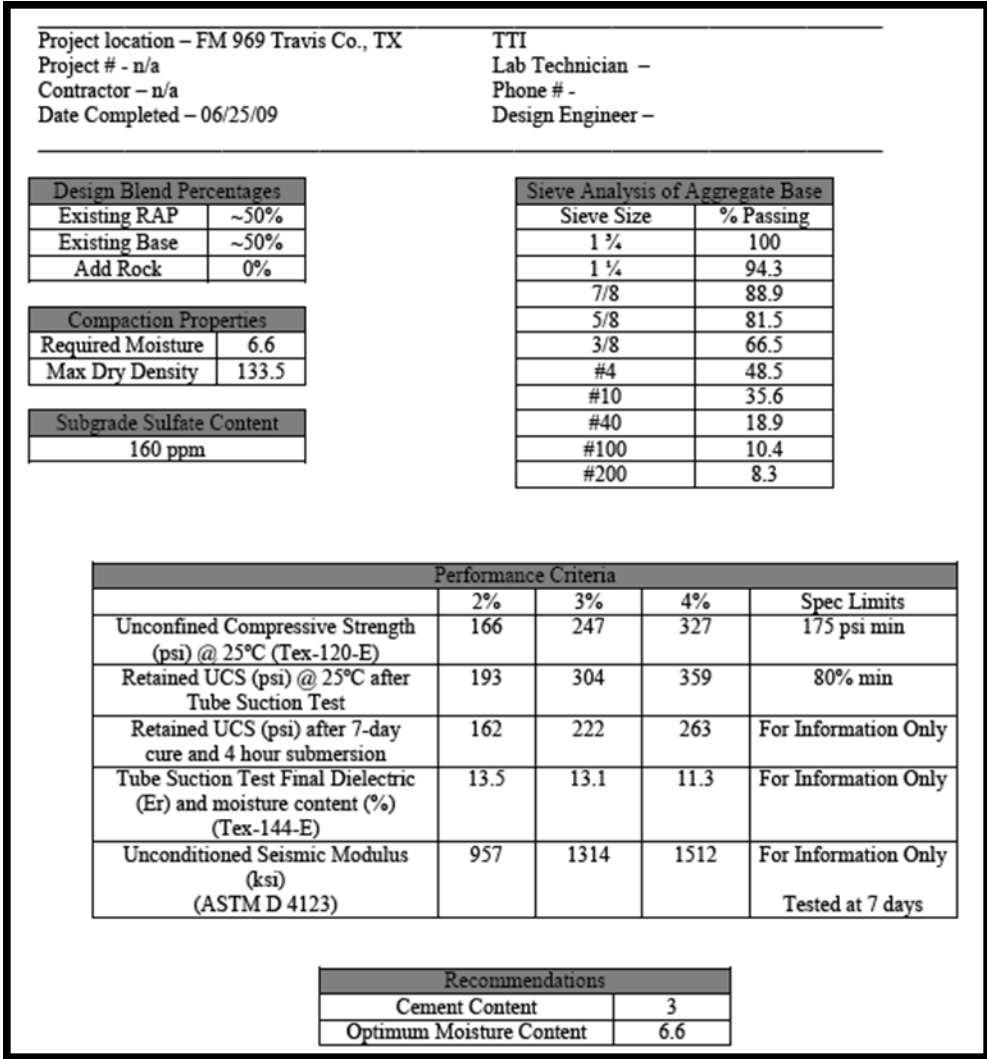 Project location – FM 969 Travis Co., TX
Project # - n/a
Contractor – n/a
Date Completed – 06/25/09
TTI
Lab Technician –
Phone # -
Design Engineer –
Design Blend Percentages
Existing RAP ~50%
Existing Base ~50%
Add Rock 0%
Compaction Properties
Required Moisture 6.6
Max Dry Density 133.5
Subgrade Sulfate Content
160 ppm
Sieve Analysis of Aggregate Base
Sieve Size % Passing
1 ¾ 100
1 ¼ 94.3
7/8 88.9
5/8 81.5
3/8 66.5
#4 48.5
#10 35.6
#40 18.9
#100 10.4
#200 8.3
Performance Criteria
2% 3% 4% Spec Limits
Unconfined Compressive Strength 166 247 327 175 psi min
(psi) @ 25°C (Tex-120-E)
Retained UCS (psi) @ 25°C after 193 304 359 80% min
Tube Suction Test
Retained UCS (psi) after 7-day 162 222 263 For Information Only
cure and 4 hour submersion
Tube Suction Test Final Dielectric 13.5 13.1 11.3 For Information Only
(Er) and moisture content (%)
(Tex-144-E)
Unconditioned Seismic Modulus 957 1314 1512 For Information Only
(ksi)
(ASTM D 4123) Tested at 7 days
Recommendations
Cement Content 3
Optimum Moisture Content 6.6